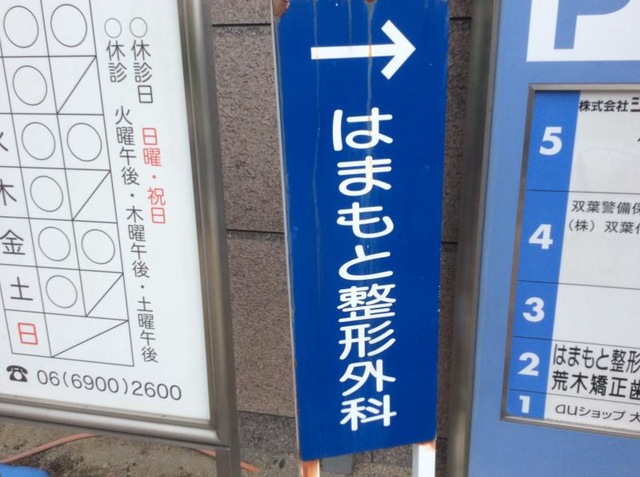 ○休診日 日曜・祝日
○休診 火曜午後・木曜午後・土曜午後
火
木
金
土
日
☎ 06(6900)2600
→
はまもと整形外科
P
株式会社
5
双葉警備保
4
(株) 双葉
3
はまもと整形
2
荒木矯正歯
1 auショップ 大